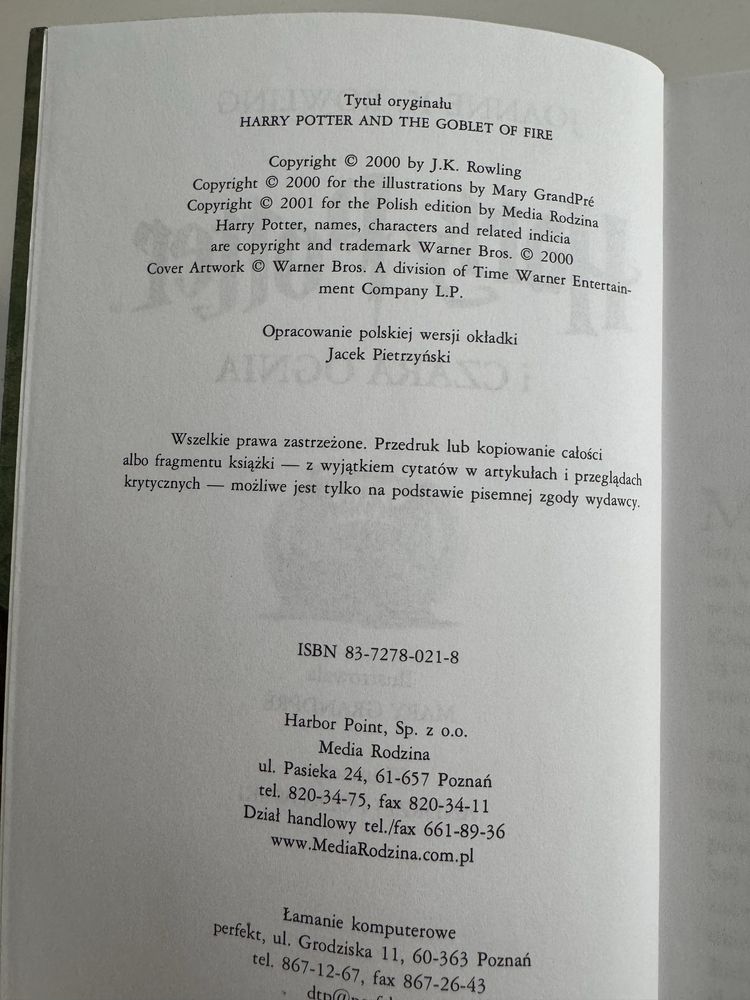 Tytuł oryginału
HARRY POTTER AND THE GOBLET OF FIRE
Copyright © 2000 by J.K. Rowling
Copyright © 2000 for the illustrations by Mary GrandPré
Copyright © 2001 for the Polish edition by Media Rodzina
Harry Potter, names, characters and related indicia
are copyright and trademark Warner Bros. © 2000
Cover Artwork © Warner Bros. A division of Time Warner Entertain-
ment Company L.P.
Opracowanie polskiej wersji okładki
Jacek Pietrzyński
Wszelkie prawa zastrzeżone. Przedruk lub kopiowanie całości
albo fragmentu książki — z wyjątkiem cytatów w artykułach i przeglądach
krytycznych — możliwe jest tylko na podstawie pisemnej zgody wydawcy.
ISBN 83-7278-021-8
Harbor Point, Sp. z o.o.
Media Rodzina
ul. Pasieka 24, 61-657 Poznań
tel. 820-34-75, fax 820-34-11
Dział handlowy tel./fax 661-89-36
www.MediaRodzina.com.pl
Łamanie komputerowe
perfekt, ul. Grodziska 11, 60-363 Poznań
tel. 867-12-67, fax 867-26-43